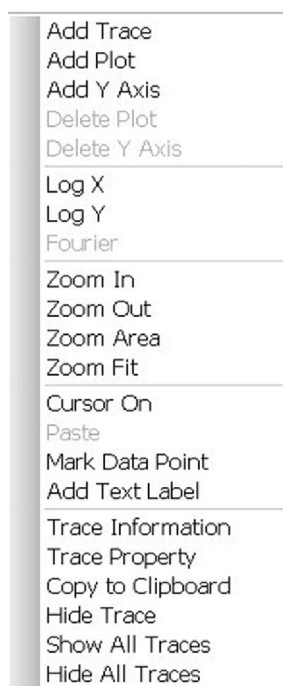 Add Trace
Add Plot
Add Y Axis
Delete Plot
Delete Y Axis
Log X
Log Y
Fourier
Zoom In
Zoom Out
Zoom Area
Zoom Fit
Cursor On
Paste
Mark Data Point
Add Text Label
Trace Information
Trace Property
Copy to Clipboard
Hide Trace
Show All Traces
Hide All Traces